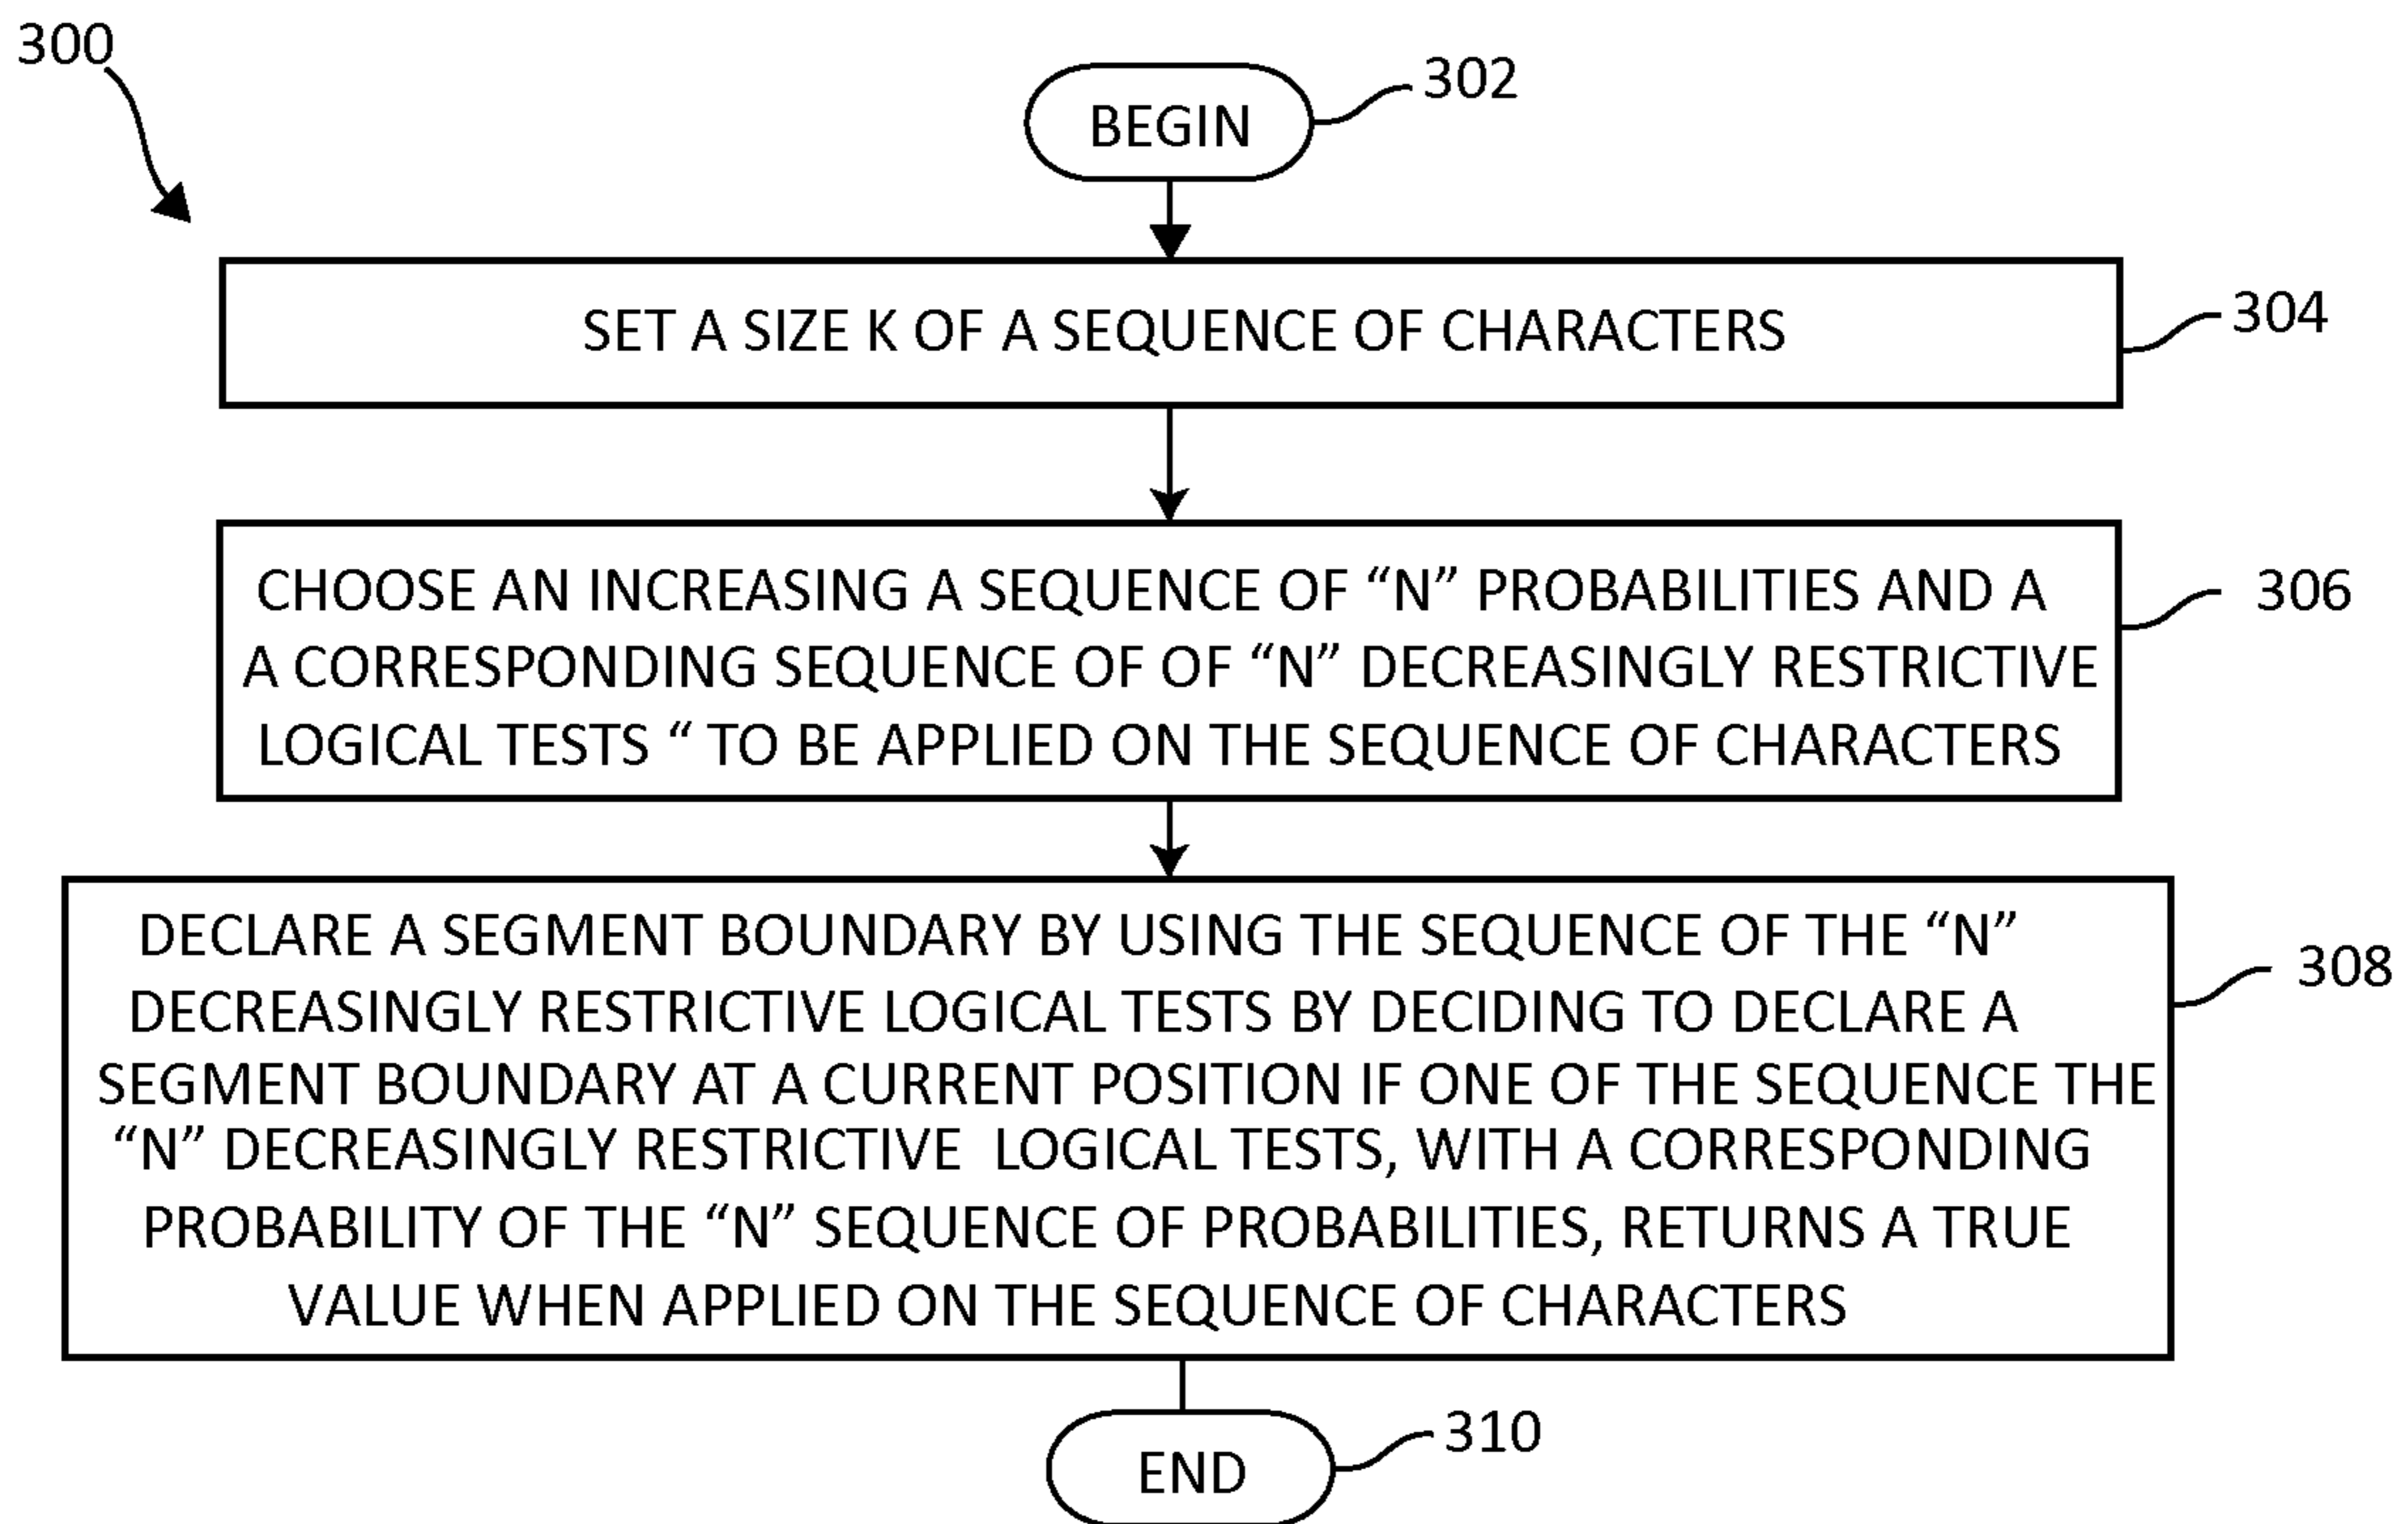 300
BEGIN
302
SET A SIZE K OF A SEQUENCE OF CHARACTERS
304
CHOOSE AN INCREASING A SEQUENCE OF “N” PROBABILITIES AND A
A CORRESPONDING SEQUENCE OF OF “N” DECREASINGLY RESTRICTIVE
LOGICAL TESTS “ TO BE APPLIED ON THE SEQUENCE OF CHARACTERS
306
DECLARE A SEGMENT BOUNDARY BY USING THE SEQUENCE OF THE “N”
DECREASINGLY RESTRICTIVE LOGICAL TESTS BY DECIDING TO DECLARE A
SEGMENT BOUNDARY AT A CURRENT POSITION IF ONE OF THE SEQUENCE THE
“N” DECREASINGLY RESTRICTIVE LOGICAL TESTS, WITH A CORRESPONDING
PROBABILITY OF THE “N” SEQUENCE OF PROBABILITIES, RETURNS A TRUE
VALUE WHEN APPLIED ON THE SEQUENCE OF CHARACTERS
308
END
310